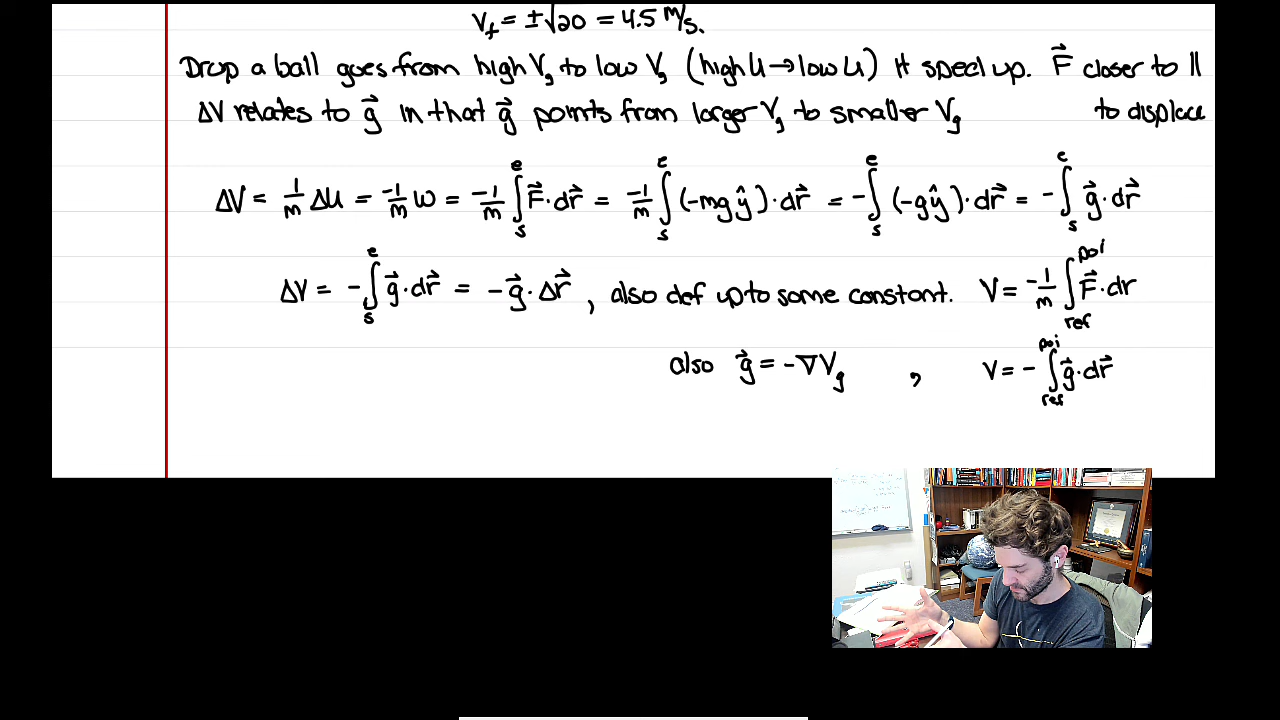 V_f = ±√20 = 4.5 m/s.
Drop a ball goes from high V_g to low V_g (high U → low U) It sped up. F⃗ closer to ||
ΔV relates to g⃗ in that g⃗ points from larger V_g to smaller V_g to displace
ΔV = 1/m ΔU = -1/m W = -1/m ∫_s^e F⃗·dr⃗ = -1/m ∫_s^e (-mgŷ)·dr⃗ = -∫_s^e (-gŷ)·dr⃗ = -∫_s^e g⃗·dr⃗
ΔV = -∫_s^e g⃗·dr⃗ = -g⃗·Δr⃗ , also def up to some constant. V = -1/m ∫_ref^poi F⃗·dr
also g⃗ = -∇V_g , V = -∫_ref^poi g⃗·dr⃗